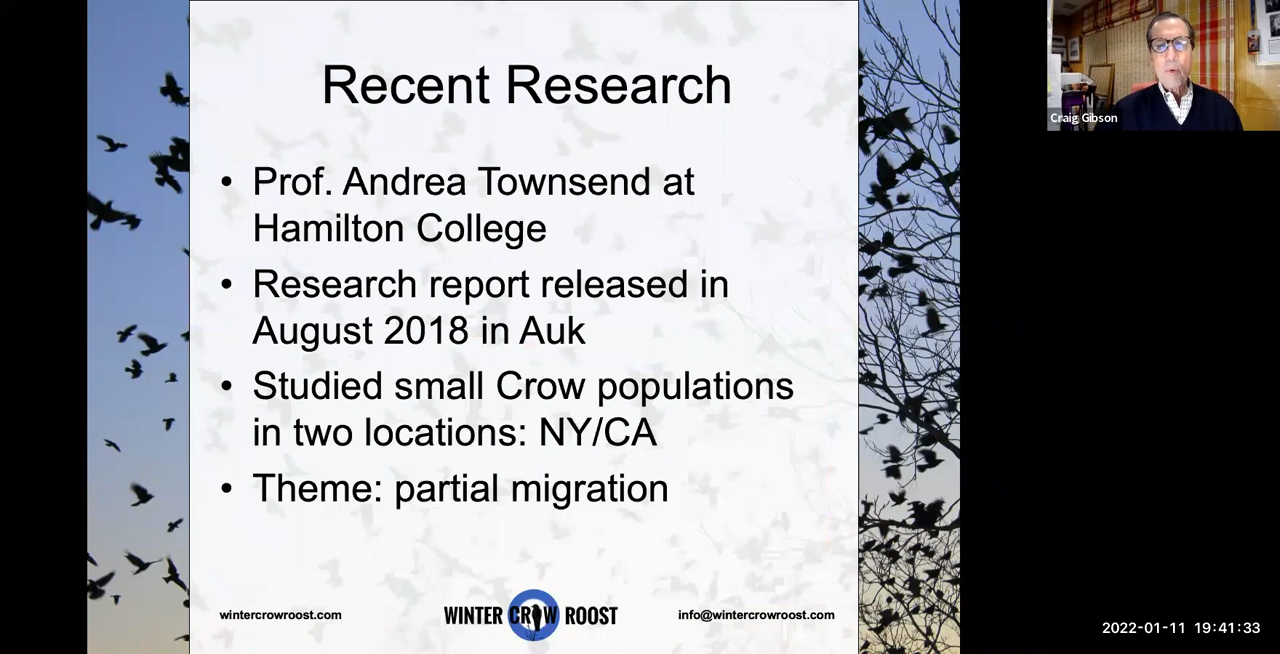 Recent Research
• Prof. Andrea Townsend at
Hamilton College
• Research report released in
August 2018 in Auk
• Studied small Crow populations
in two locations: NY/CA
• Theme: partial migration
wintercrowroost.com
WINTER CROW ROOST
info@wintercrowroost.com
Craig Gibson
2022-01-11 19:41:33